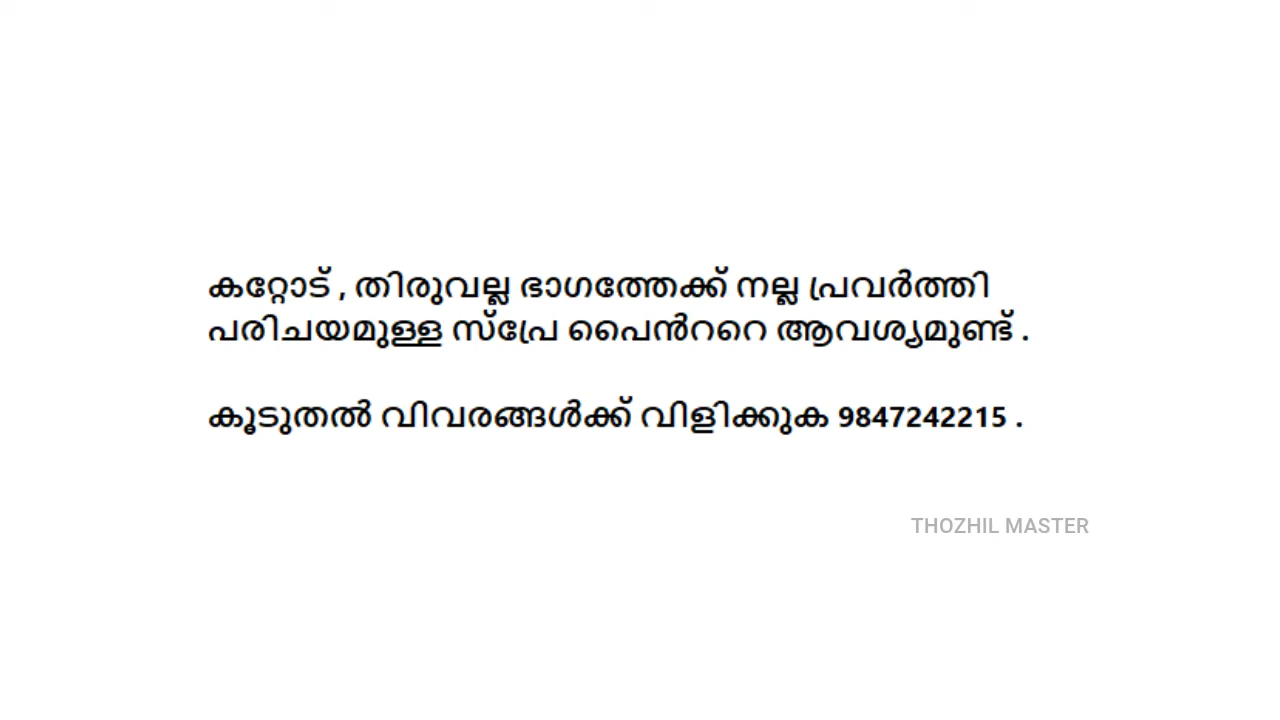 കറ്റോട് , തിരുവല്ല ഭാഗത്തേക്ക് നല്ല പ്രവർത്തി
പരിചയമുള്ള സ്പ്രേ പൈൻററെ ആവശ്യമുണ്ട് .
കൂടുതൽ വിവരങ്ങൾക്ക് വിളിക്കുക 9847242215 .
THOZHIL MASTER